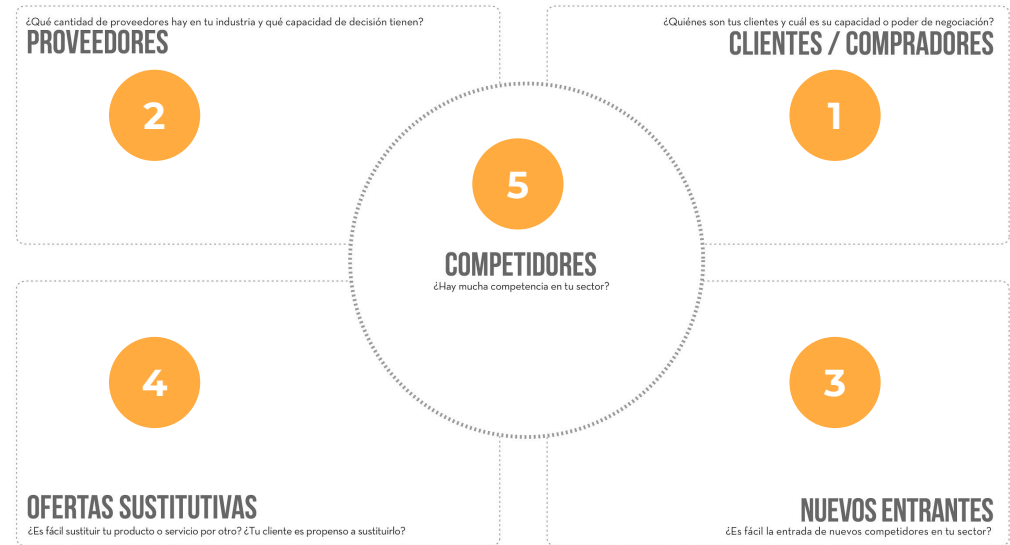 ¿Qué cantidad de proveedores hay en tu industria y qué capacidad de decisión tienen?
PROVEEDORES
2
¿Quiénes son tus clientes y cuál es su capacidad o poder de negociación?
CLIENTES / COMPRADORES
1
5
COMPETIDORES
¿Hay mucha competencia en tu sector?
4
OFERTAS SUSTITUTIVAS
¿Es fácil sustituir tu producto o servicio por otro? ¿Tu cliente es propenso a sustituirlo?
3
NUEVOS ENTRANTES
¿Es fácil la entrada de nuevos competidores en tu sector?